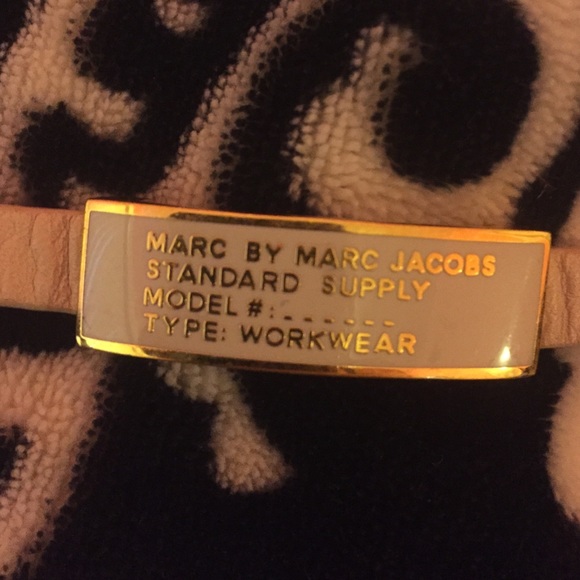 MARC BY MARC JACOBS
STANDARD SUPPLY
MODEL #:______
TYPE: WORKWEAR